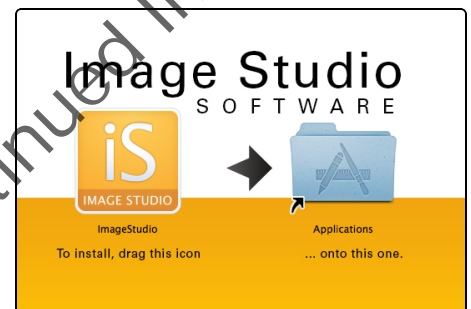 Image Studio
SOFTWARE
iS
IMAGE STUDIO
ImageStudio
Applications
To install, drag this icon
... onto this one.